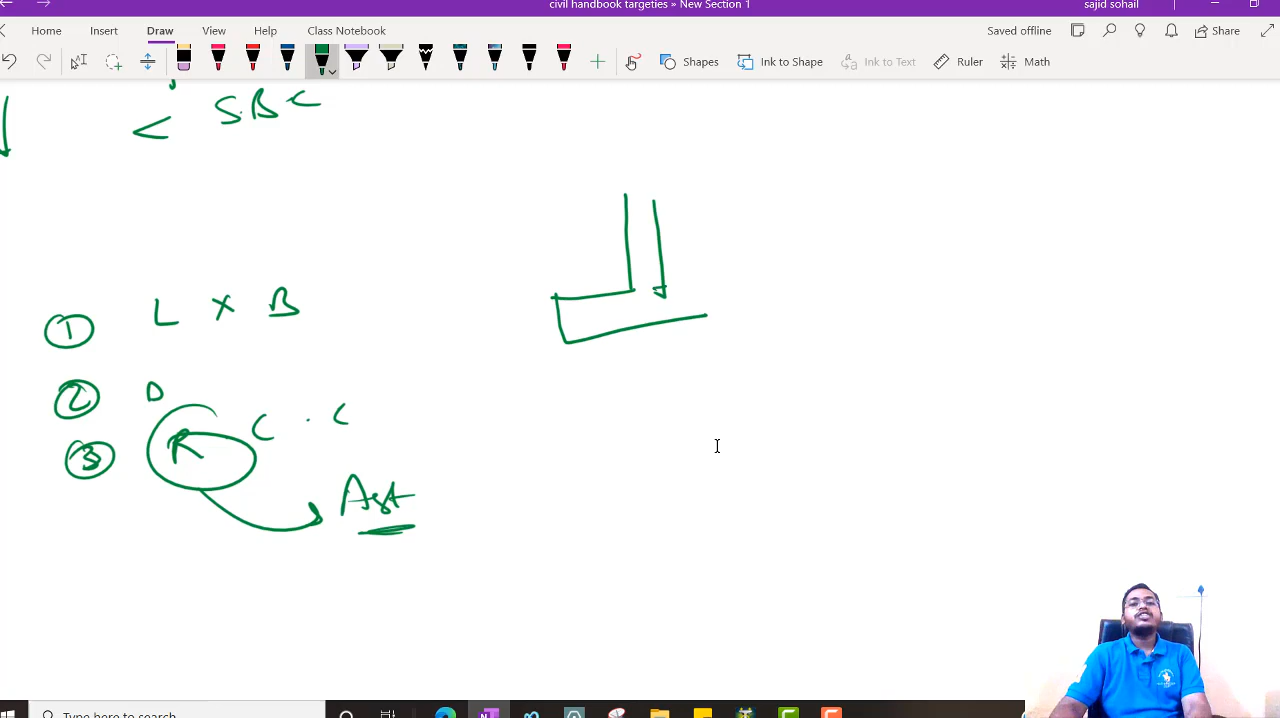 civil handbook targeties » New Section 1
sajid sohail
Home Insert Draw View Help Class Notebook
Saved offline
Share
Shapes
Ink to Shape
Ink to Text
Ruler
Math
< S.B.C
① L X B
② D
③ R C . C
Ast
Type here to search